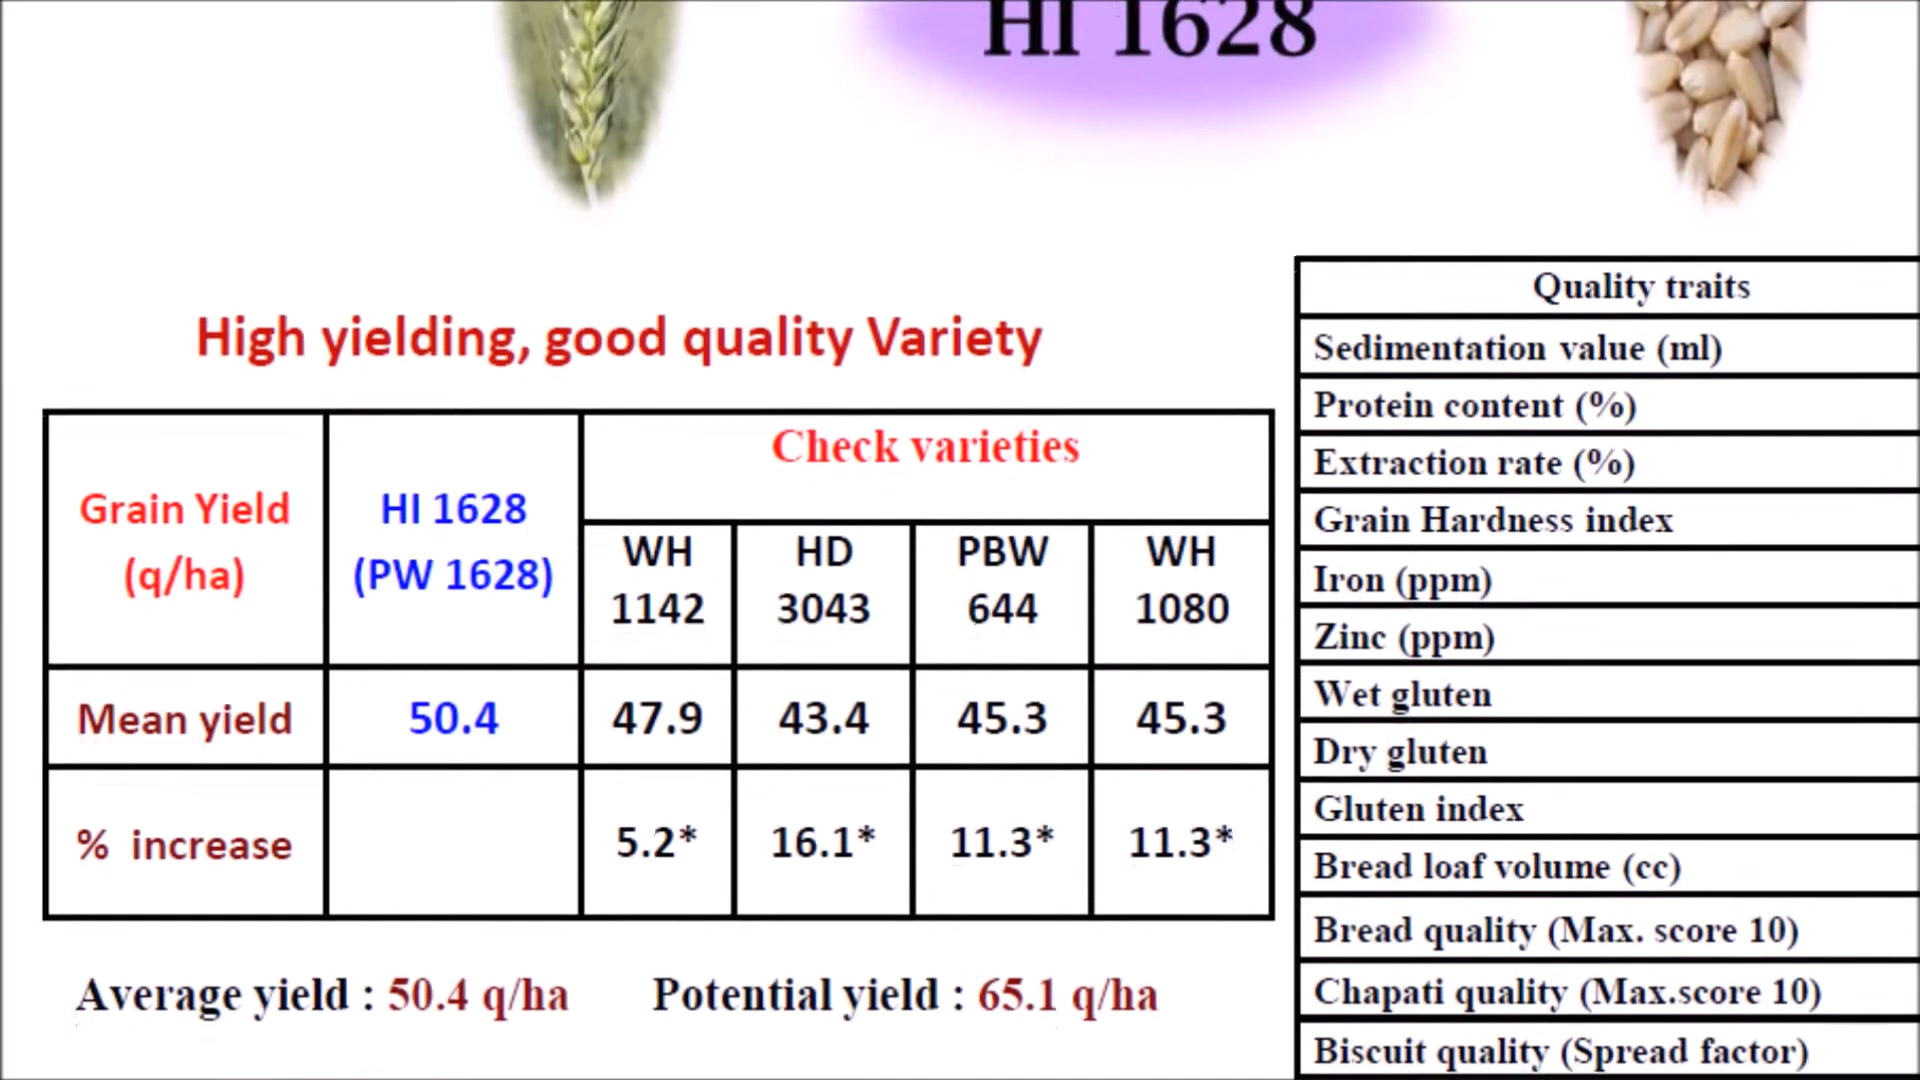 HI 1628
High yielding, good quality Variety
Grain Yield
(q/ha)
HI 1628
(PW 1628)
Check varieties
WH
1142
HD
3043
PBW
644
WH
1080
Mean yield 50.4 47.9 43.4 45.3 45.3
% increase 5.2* 16.1* 11.3* 11.3*
Average yield : 50.4 q/ha Potential yield : 65.1 q/ha
Quality traits
Sedimentation value (ml)
Protein content (%)
Extraction rate (%)
Grain Hardness index
Iron (ppm)
Zinc (ppm)
Wet gluten
Dry gluten
Gluten index
Bread loaf volume (cc)
Bread quality (Max. score 10)
Chapati quality (Max.score 10)
Biscuit quality (Spread factor)